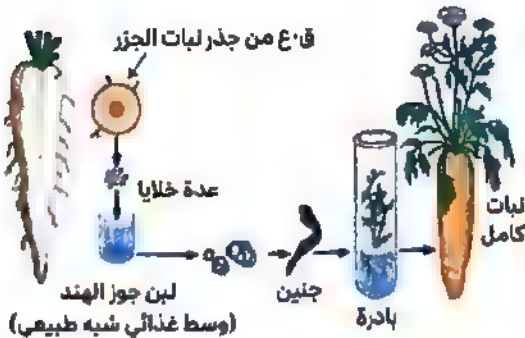 ق.ع من جذر نبات الجزر
عدة خلايا
لبن جوز الهند
(وسط غذائي شبه طبيعي)
جنين
بادرة
نبات
كامل